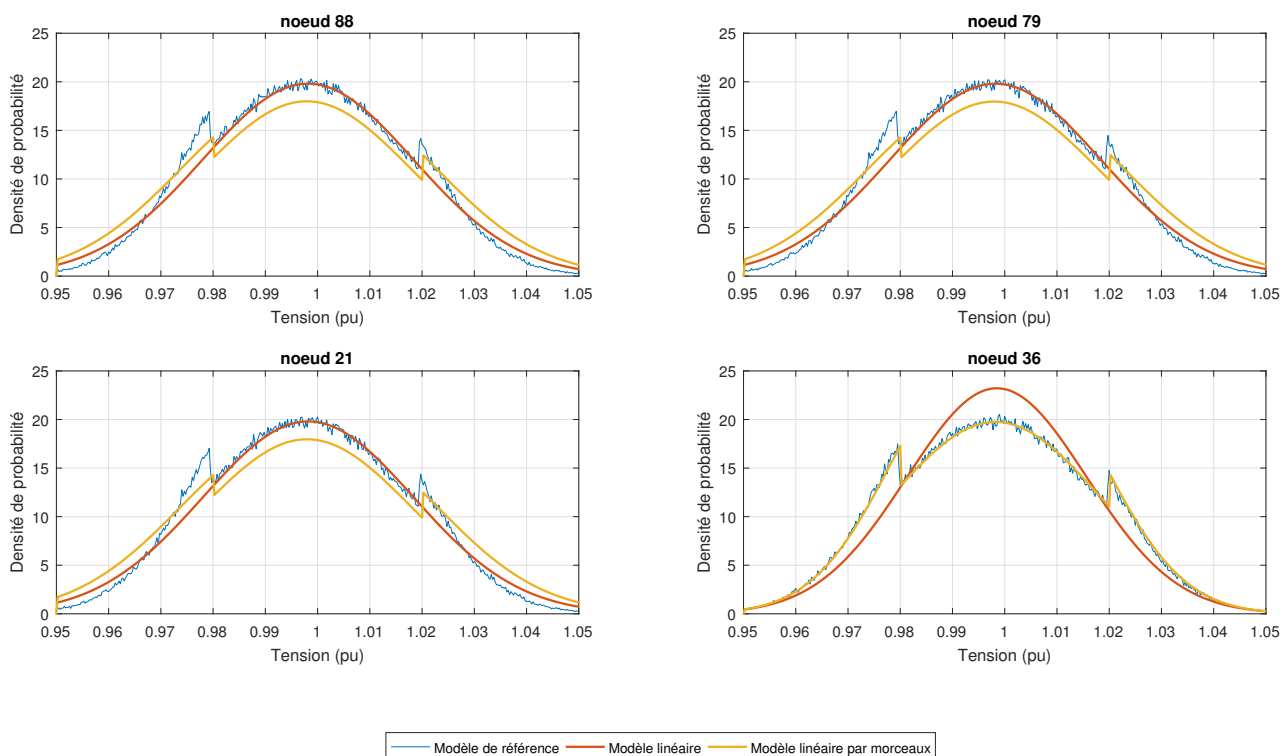 noeud 88
Densité de probabilité
25
20
15
10
5
0
0.95 0.96 0.97 0.98 0.99 1 1.01 1.02 1.03 1.04 1.05
Tension (pu)
noeud 79
Densité de probabilité
25
20
15
10
5
0
0.95 0.96 0.97 0.98 0.99 1 1.01 1.02 1.03 1.04 1.05
Tension (pu)
noeud 21
Densité de probabilité
25
20
15
10
5
0
0.95 0.96 0.97 0.98 0.99 1 1.01 1.02 1.03 1.04 1.05
Tension (pu)
noeud 36
Densité de probabilité
25
20
15
10
5
0
0.95 0.96 0.97 0.98 0.99 1 1.01 1.02 1.03 1.04 1.05
Tension (pu)
Modèle de référence Modèle linéaire Modèle linéaire par morceaux